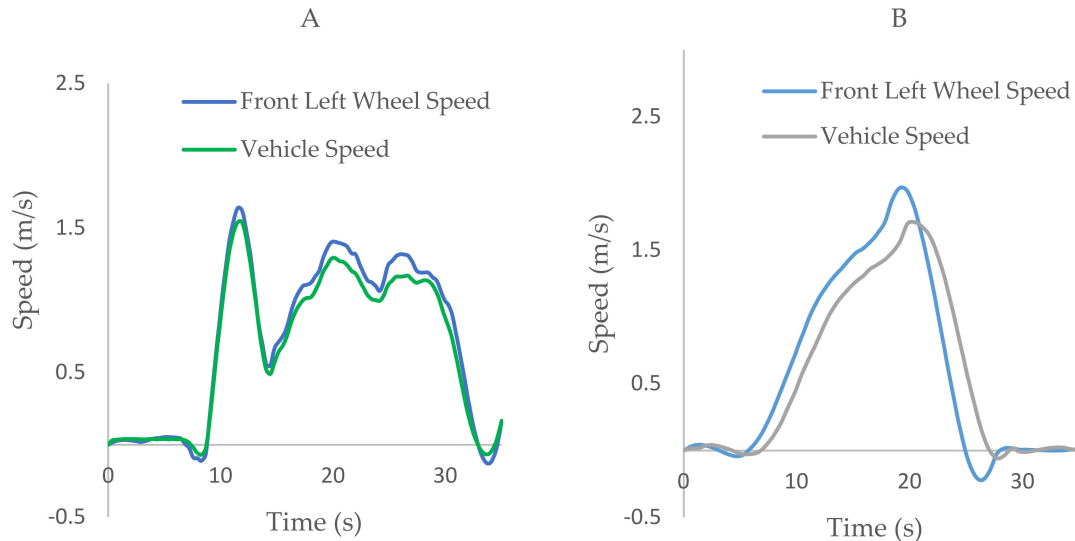 A
2.5
Front Left Wheel Speed
Vehicle Speed
1.5
Speed (m/s)
0.5
0
10
20
30
-0.5
Time (s)
B
2.5
Front Left Wheel Speed
Vehicle Speed
1.5
Speed (m/s)
0.5
0
10
20
30
-0.5
Time (s)